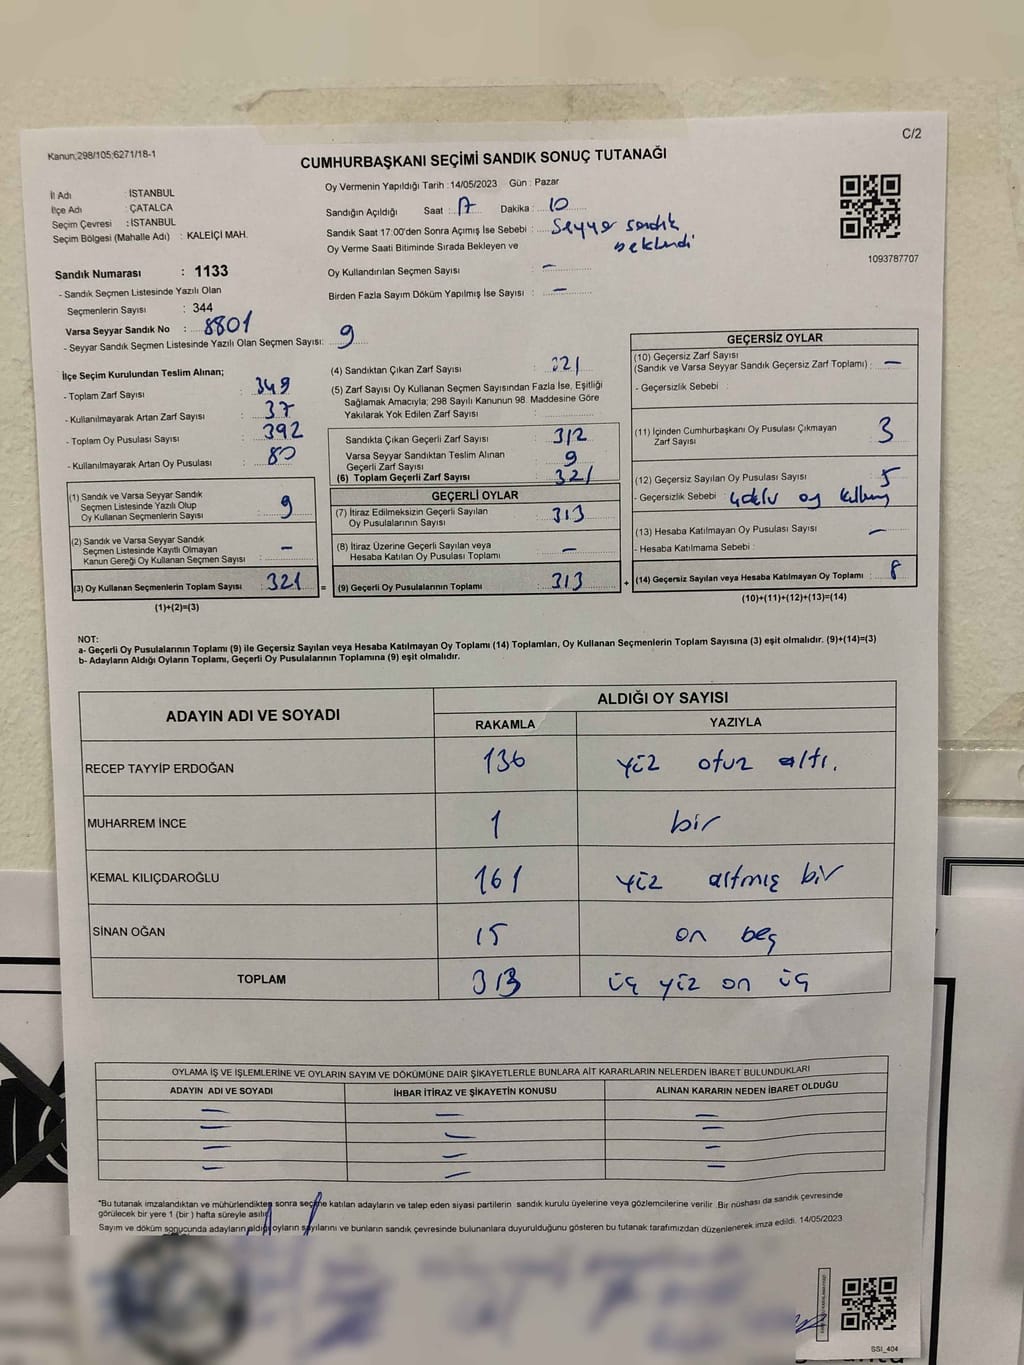 C/2
Kanun;298/105;6271/18-1
CUMHURBAŞKANI SEÇİMİ SANDIK SONUÇ TUTANAĞI
İl Adı : İSTANBUL
İlçe Adı : ÇATALCA
Seçim Çevresi : İSTANBUL
Seçim Bölgesi (Mahalle Adı) : KALEİÇİ MAH.
Oy Vermenin Yapıldığı Tarih :14/05/2023 Gün : Pazar
Sandığın Açıldığı Saat : 17 Dakika : 10
Sandık Saat 17:00'den Sonra Açımış İse Sebebi : Seyyar sandık
beklendi
Oy Verme Saati Bitiminde Sırada Bekleyen ve
Oy Kullandırılan Seçmen Sayısı : –
Birden Fazla Sayım Döküm Yapılmış İse Sayısı : –
1093787707
Sandık Numarası : 1133
- Sandık Seçmen Listesinde Yazılı Olan
Seçmenlerin Sayısı : 344
Varsa Seyyar Sandık No : 8801
- Seyyar Sandık Seçmen Listesinde Yazılı Olan Seçmen Sayısı: 9
İlçe Seçim Kurulundan Teslim Alınan;
- Toplam Zarf Sayısı : 349
- Kullanılmayarak Artan Zarf Sayısı : 37
- Toplam Oy Pusulası Sayısı : 392
- Kullanılmayarak Artan Oy Pusulası : 80
(1) Sandık ve Varsa Seyyar Sandık
Seçmen Listesinde Yazılı Olup
Oy Kullanan Seçmenlerin Sayısı : 9
(2) Sandık ve Varsa Seyyar Sandık
Seçmen Listesinde Kayıtlı Olmayan
Kanun Gereği Oy Kullanan Seçmen Sayısı : –
(3) Oy Kullanan Seçmenlerin Toplam Sayısı : 321 =
(1)+(2)=(3)
(4) Sandıktan Çıkan Zarf Sayısı : 321
(5) Zarf Sayısı Oy Kullanan Seçmen Sayısından Fazla İse, Eşitliği
Sağlamak Amacıyla; 298 Sayılı Kanunun 98. Maddesine Göre
Yakılarak Yok Edilen Zarf Sayısı :
Sandıkta Çıkan Geçerli Zarf Sayısı : 312
Varsa Seyyar Sandıktan Teslim Alınan
Geçerli Zarf Sayısı : 9
(6) Toplam Geçerli Zarf Sayısı : 321
GEÇERLİ OYLAR
(7) İtiraz Edilmeksizin Geçerli Sayılan
Oy Pusulalarının Sayısı : 313
(8) İtiraz Üzerine Geçerli Sayılan veya
Hesaba Katılan Oy Pusulası Toplamı : –
(9) Geçerli Oy Pusulalarının Toplamı : 313 +
GEÇERSİZ OYLAR
(10) Geçersiz Zarf Sayısı
(Sandık ve Varsa Seyyar Sandık Geçersiz Zarf Toplamı) : –
- Geçersizlik Sebebi :
(11) İçinden Cumhurbaşkanı Oy Pusulası Çıkmayan
Zarf Sayısı : 3
(12) Geçersiz Sayılan Oy Pusulası Sayısı : 5
- Geçersizlik Sebebi : oy
(13) Hesaba Katılmayan Oy Pusulası Sayısı : –
- Hesaba Katılmama Sebebi :
(14) Geçersiz Sayılan veya Hesaba Katılmayan Oy Toplamı : 8
(10)+(11)+(12)+(13)=(14)
NOT:
a- Geçerli Oy Pusulalarının Toplamı (9) ile Geçersiz Sayılan veya Hesaba Katılmayan Oy Toplamı (14) Toplamları, Oy Kullanan Seçmenlerin Toplam Sayısına (3) eşit olmalıdır. (9)+(14)=(3)
b- Adayların Aldığı Oyların Toplamı, Geçerli Oy Pusulalarının Toplamına (9) eşit olmalıdır.
ADAYIN ADI VE SOYADI ALDIĞI OY SAYISI
RAKAMLA YAZIYLA
RECEP TAYYİP ERDOĞAN 136 yüz otuz altı.
MUHARREM İNCE 1 bir
KEMAL KILIÇDAROĞLU 161 yüz altmış bir
SİNAN OĞAN 15 on beş
TOPLAM 313 üç yüz on üç
OYLAMA İŞ VE İŞLEMLERİNE VE OYLARIN SAYIM VE DÖKÜMÜNE DAİR ŞİKAYETLERLE BUNLARA AİT KARARLARIN NELERDEN İBARET BULUNDUKLARI
ADAYIN ADI VE SOYADI İHBAR İTİRAZ VE ŞİKAYETİN KONUSU ALINAN KARARIN NEDEN İBARET OLDUĞU
– – –
– – –
– – –
– – –
"Bu tutanak imzalandıktan ve mühürlendikten sonra seçime katılan adayların ve talep eden siyasi partilerin sandık kurulu üyelerine veya gözlemcilerine verilir .Bir nüshası da sandık çevresinde
görülecek bir yere 1 (bir ) hafta süreyle asılır.
Sayım ve döküm sonucunda adayların aldığı oyların sayılarını ve bunların sandık çevresinde bulunanlara duyurulduğunu gösteren bu tutanak tarafımızdan düzenlenerek imza edildi. 14/05/2023
SSI_404